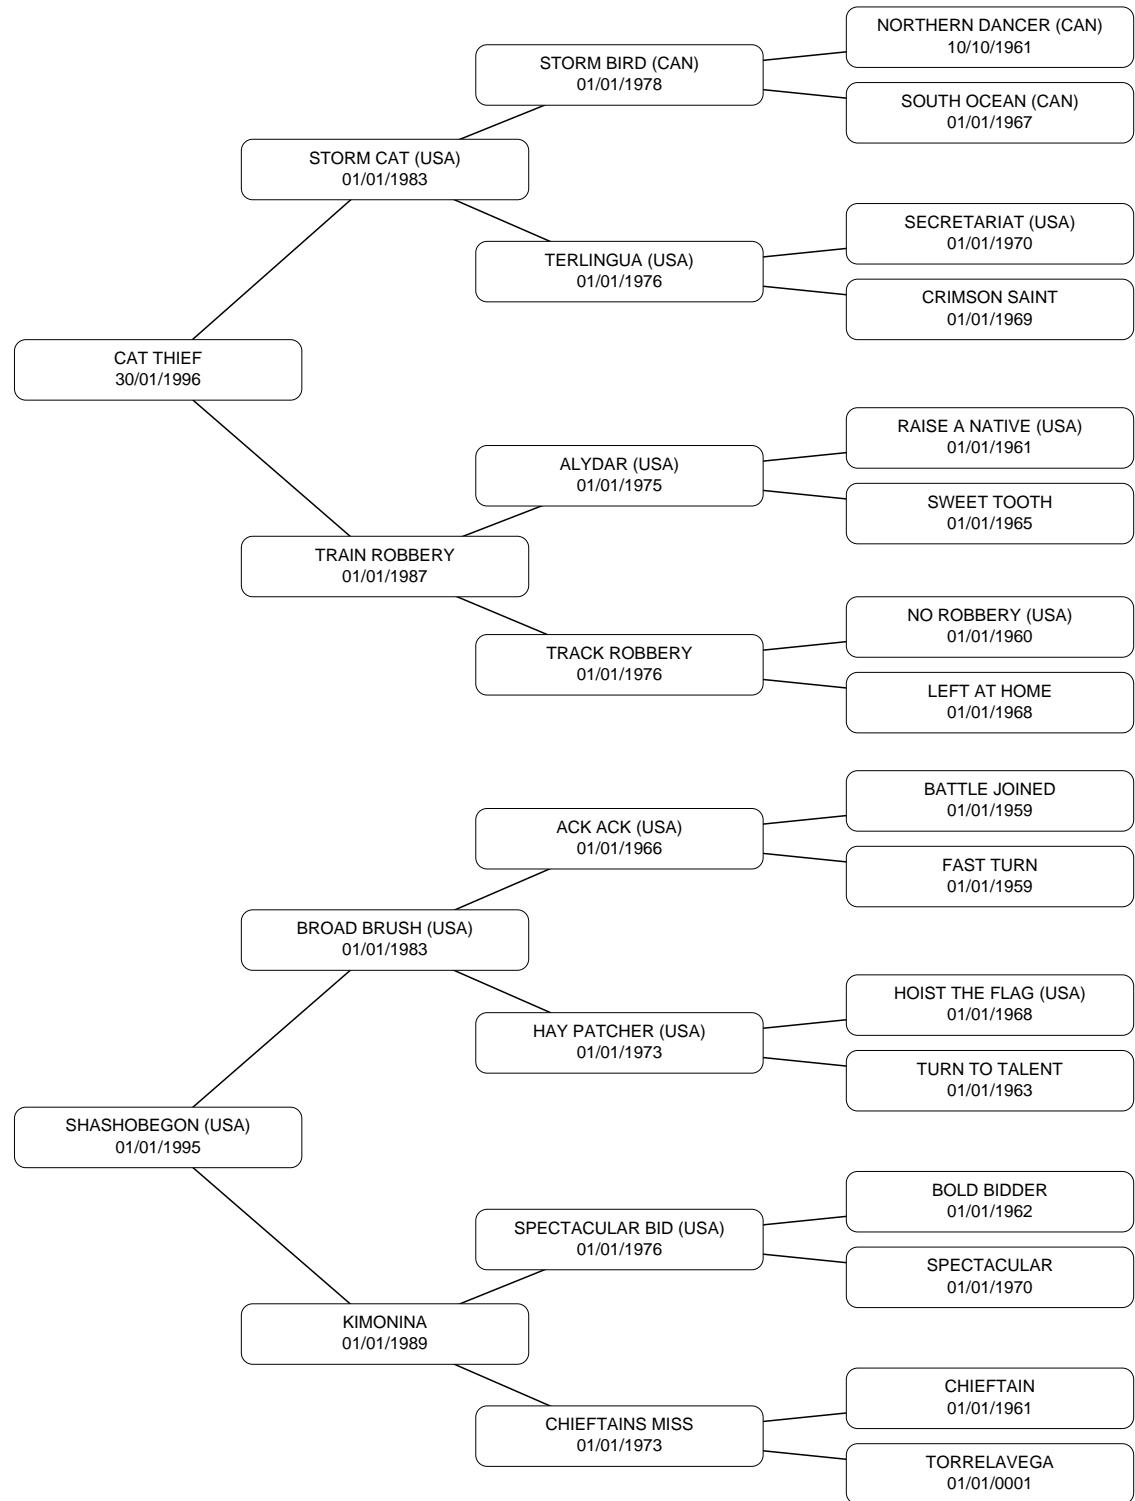 NORTHERN DANCER (CAN)
10/10/1961
STORM BIRD (CAN)
01/01/1978
SOUTH OCEAN (CAN)
01/01/1967
STORM CAT (USA)
01/01/1983
SECRETARIAT (USA)
01/01/1970
TERLINGUA (USA)
01/01/1976
CRIMSON SAINT
01/01/1969
CAT THIEF
30/01/1996
RAISE A NATIVE (USA)
01/01/1961
ALYDAR (USA)
01/01/1975
SWEET TOOTH
01/01/1965
TRAIN ROBBERY
01/01/1987
NO ROBBERY (USA)
01/01/1960
TRACK ROBBERY
01/01/1976
LEFT AT HOME
01/01/1968
BATTLE JOINED
01/01/1959
ACK ACK (USA)
01/01/1966
FAST TURN
01/01/1959
BROAD BRUSH (USA)
01/01/1983
HOIST THE FLAG (USA)
01/01/1968
HAY PATCHER (USA)
01/01/1973
TURN TO TALENT
01/01/1963
SHASHOBEGON (USA)
01/01/1995
BOLD BIDDER
01/01/1962
SPECTACULAR BID (USA)
01/01/1976
SPECTACULAR
01/01/1970
KIMONINA
01/01/1989
CHIEFTAIN
01/01/1961
CHIEFTAINS MISS
01/01/1973
TORRELAVEGA
01/01/0001